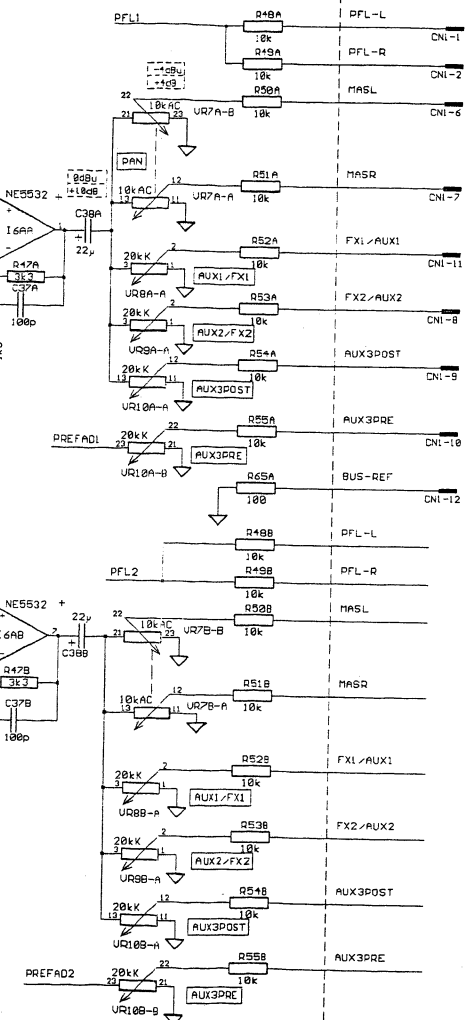 PFL1
R48A
10k
PFL-L
CN1-1
R49A
10k
PFL-R
CN1-2
-4dBu
+4dB
22
10kAC
21
23
VR7A-B
R50A
10k
MASL
CN1-6
PAN
0dBu
+10dB
NE5532
+
+
-
I6AA
1
C38A
+
22µ
10kAC
13
12
11
VR7A-A
R51A
10k
MASR
CN1-7
R47A
3k3
C37A
100p
20kK
3
2
1
VR8A-A
R52A
10k
AUX1/FX1
FX1/AUX1
CN1-11
20kK
3
2
1
VR9A-A
R53A
10k
AUX2/FX2
FX2/AUX2
CN1-8
20kK
13
12
11
VR10A-A
R54A
10k
AUX3POST
AUX3POST
CN1-9
PREFAD1
20kK
23
22
21
VR10A-B
R55A
10k
AUX3PRE
AUX3PRE
CN1-10
R65A
100
BUS-REF
CN1-12
PFL2
R48B
10k
PFL-L
R49B
10k
PFL-R
NE5532
+
6AB
7
22µ
+
C38B
22
10kAC
21
23
VR7B-B
R50B
10k
MASL
R47B
3k3
C37B
100p
10kAC
13
12
11
VR7B-A
R51B
10k
MASR
20kK
3
2
1
VR8B-A
R52B
10k
AUX1/FX1
FX1/AUX1
20kK
3
2
1
VR9B-A
R53B
10k
AUX2/FX2
FX2/AUX2
20kK
13
12
11
VR10B-A
R54B
10k
AUX3POST
AUX3POST
PREFAD2
20kK
23
22
21
VR10B-B
R55B
10k
AUX3PRE
AUX3PRE